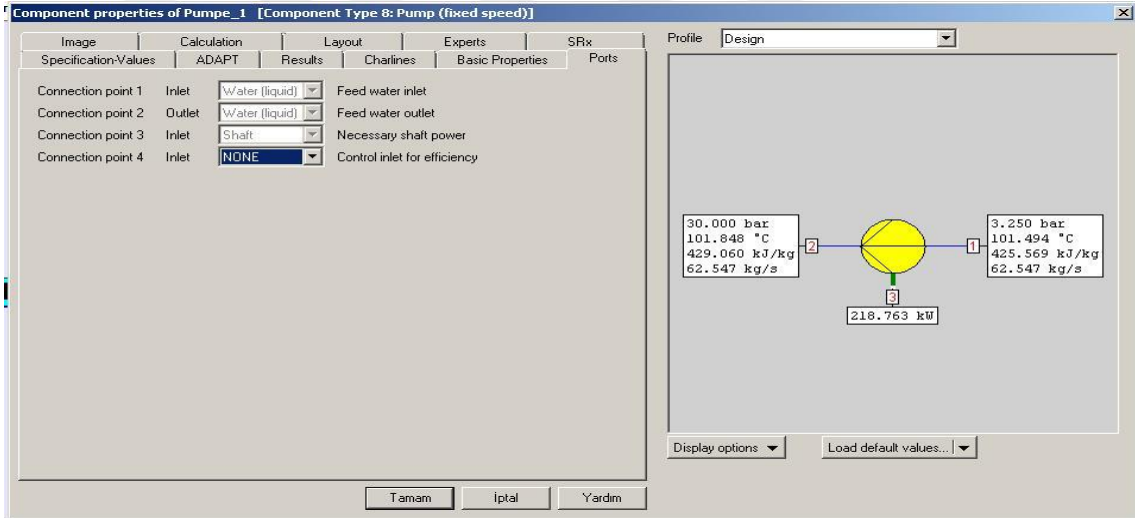 Component properties of Pumpe_1 [Component Type 8: Pump (fixed speed)]
Image Calculation Layout Experts SRx
Specification-Values ADAPT Results Charlines Basic Properties Ports
Connection point 1 Inlet Water (liquid) Feed water inlet
Connection point 2 Outlet Water (liquid) Feed water outlet
Connection point 3 Inlet Shaft Necessary shaft power
Connection point 4 Inlet NONE Control inlet for efficiency
Tamam İptal Yardım
Profile Design
30.000 bar
101.848 °C
429.060 kJ/kg
62.547 kg/s
2
1
3.250 bar
101.494 °C
425.569 kJ/kg
62.547 kg/s
3
218.763 kW
Display options Load default values...